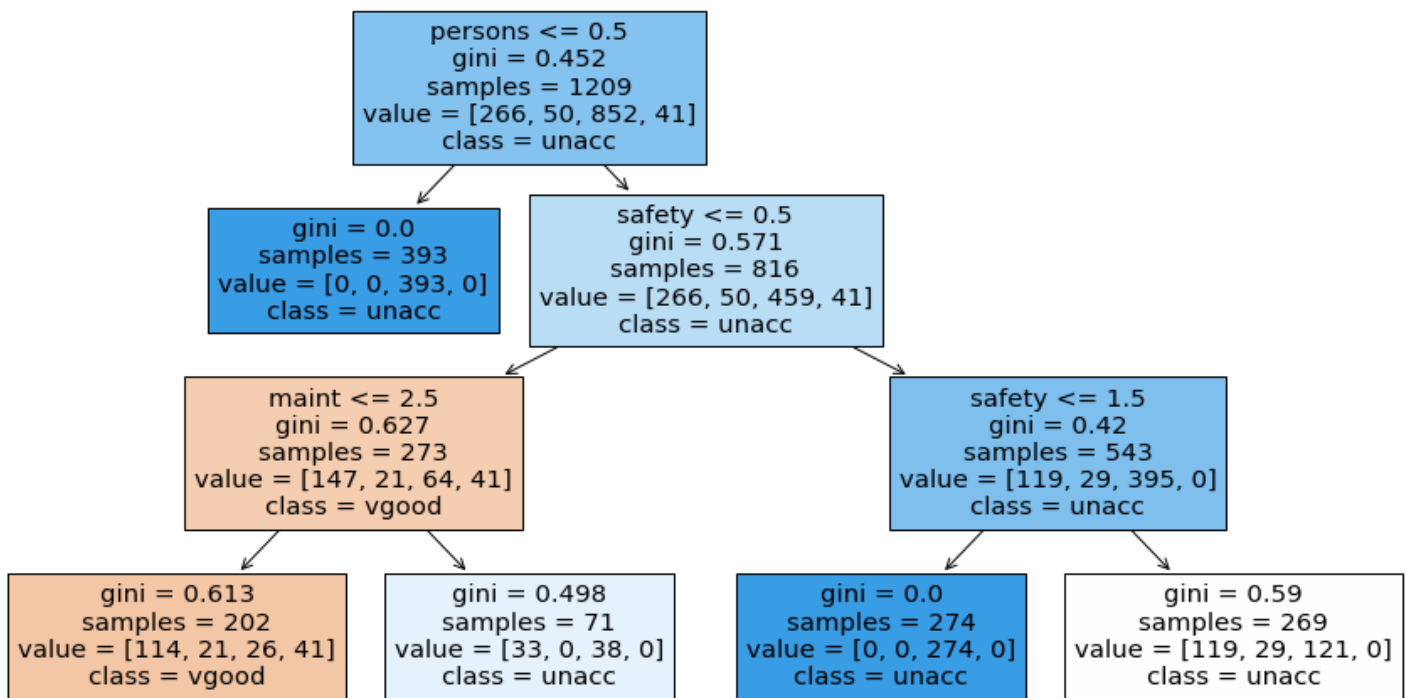 persons <= 0.5
gini = 0.452
samples = 1209
value = [266, 50, 852, 41]
class = unacc
gini = 0.0
samples = 393
value = [0, 0, 393, 0]
class = unacc
safety <= 0.5
gini = 0.571
samples = 816
value = [266, 50, 459, 41]
class = unacc
maint <= 2.5
gini = 0.627
samples = 273
value = [147, 21, 64, 41]
class = vgood
safety <= 1.5
gini = 0.42
samples = 543
value = [119, 29, 395, 0]
class = unacc
gini = 0.613
samples = 202
value = [114, 21, 26, 41]
class = vgood
gini = 0.498
samples = 71
value = [33, 0, 38, 0]
class = unacc
gini = 0.0
samples = 274
value = [0, 0, 274, 0]
class = unacc
gini = 0.59
samples = 269
value = [119, 29, 121, 0]
class = unacc